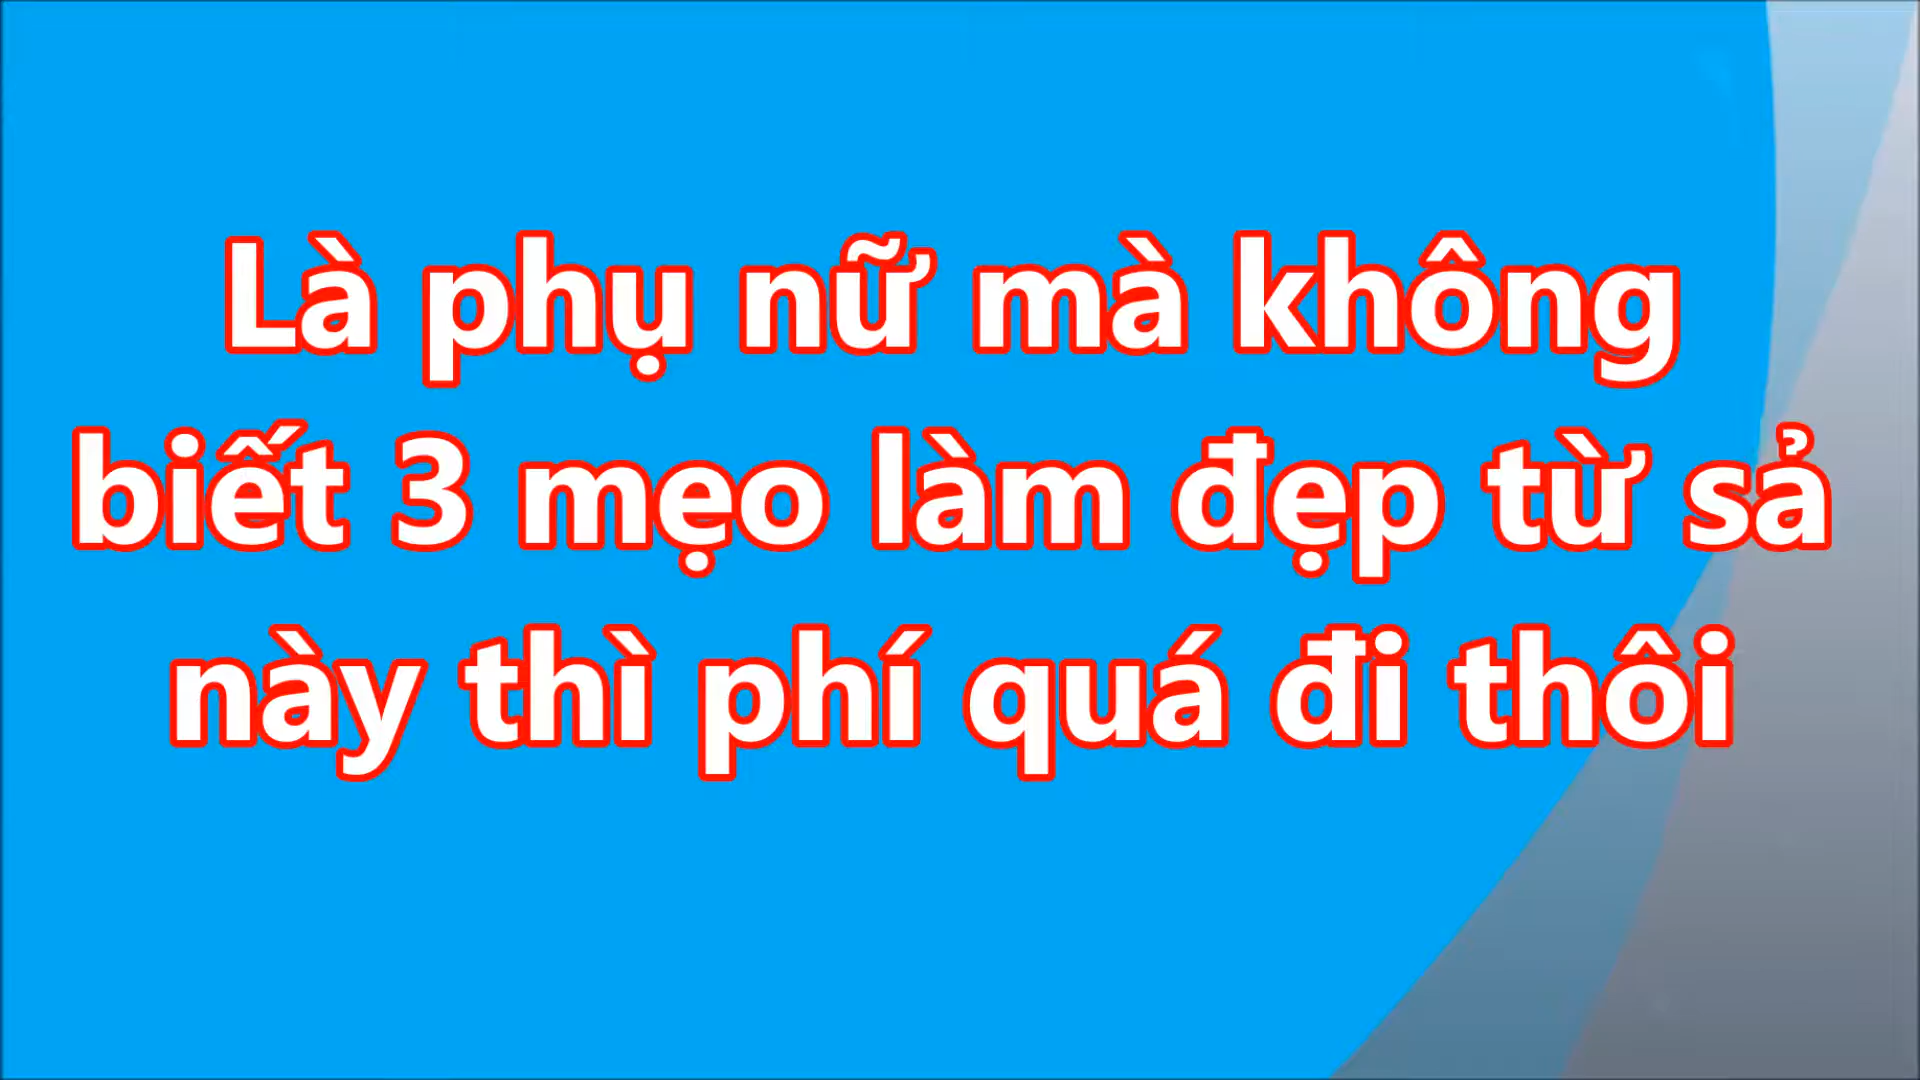 Là phụ nữ mà không
biết 3 mẹo làm đẹp từ sả
này thì phí quá đi thôi